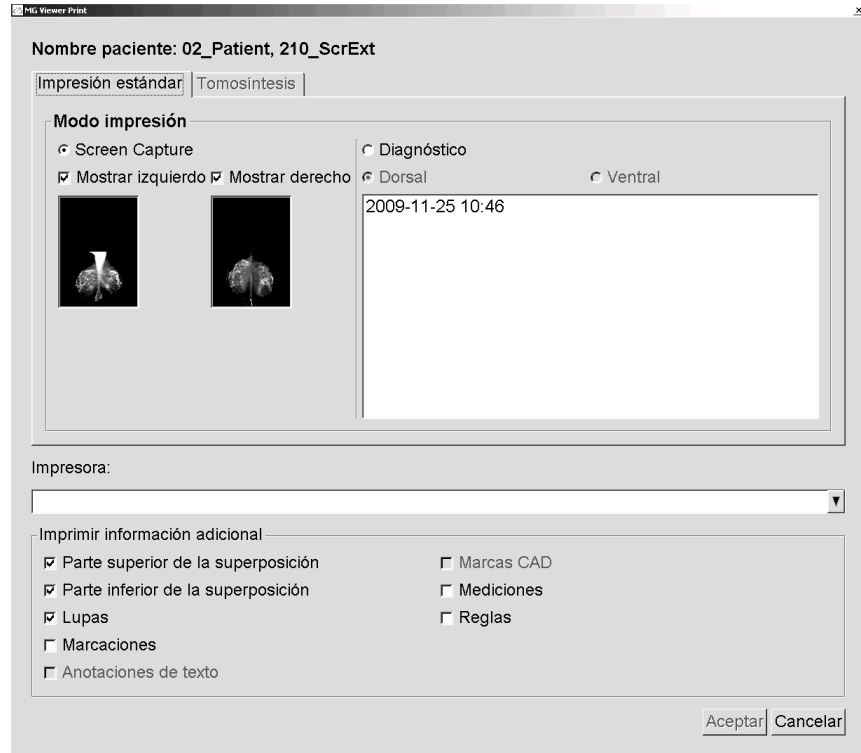 MG Viewer Print
Nombre paciente: 02_Patient, 210_ScrExt
Impresión estándar Tomosíntesis
Modo impresión
Screen Capture Diagnóstico
Mostrar izquierdo Mostrar derecho Dorsal Ventral
2009-11-25 10:46
Impresora:
Imprimir información adicional
Parte superior de la superposición Marcas CAD
Parte inferior de la superposición Mediciones
Lupas Reglas
Marcaciones
Anotaciones de texto
Aceptar Cancelar